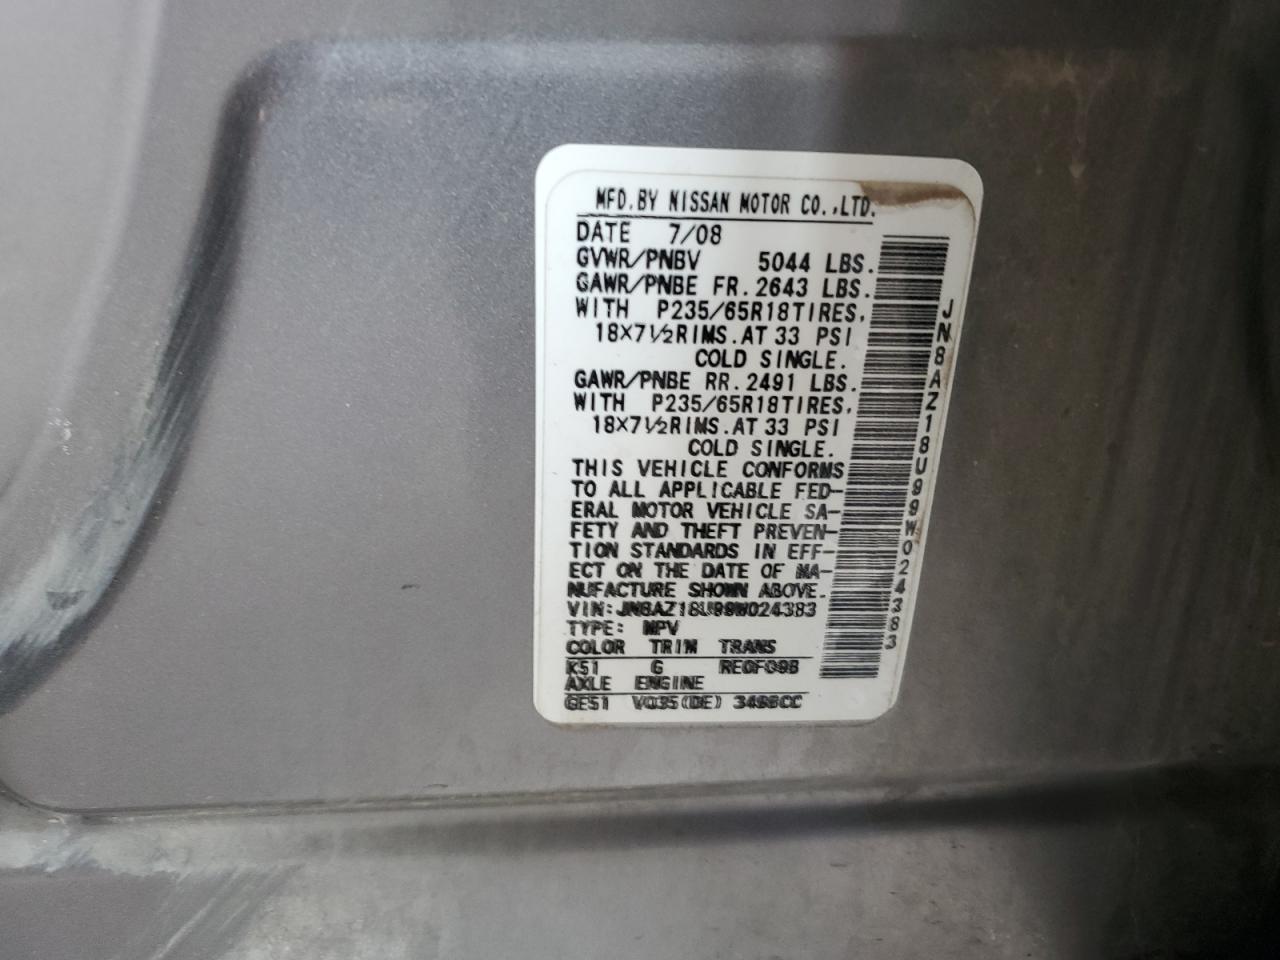 MFD.BY NISSAN MOTOR CO.,LTD.
DATE 7/08
GVWR/PNBV 5044 LBS.
GAWR/PNBE FR.2643 LBS.
WITH P235/65R18TIRES,
18×7½RIMS.AT 33 PSI
COLD SINGLE.
GAWR/PNBE RR.2491 LBS.
WITH P235/65R18TIRES,
18×7½RIMS.AT 33 PSI
COLD SINGLE.
THIS VEHICLE CONFORMS
TO ALL APPLICABLE FED-
ERAL MOTOR VEHICLE SA-
FETY AND THEFT PREVEN-
TION STANDARDS IN EFF-
ECT ON THE DATE OF MA-
NUFACTURE SHOWN ABOVE.
VIN:JN8AZ18U99W024383
TYPE: MPV
COLOR TRIM TRANS
K51 G RE0F09B
AXLE ENGINE
GE51 VQ35(DE) 3498CC
JN8AZ18U99W024383